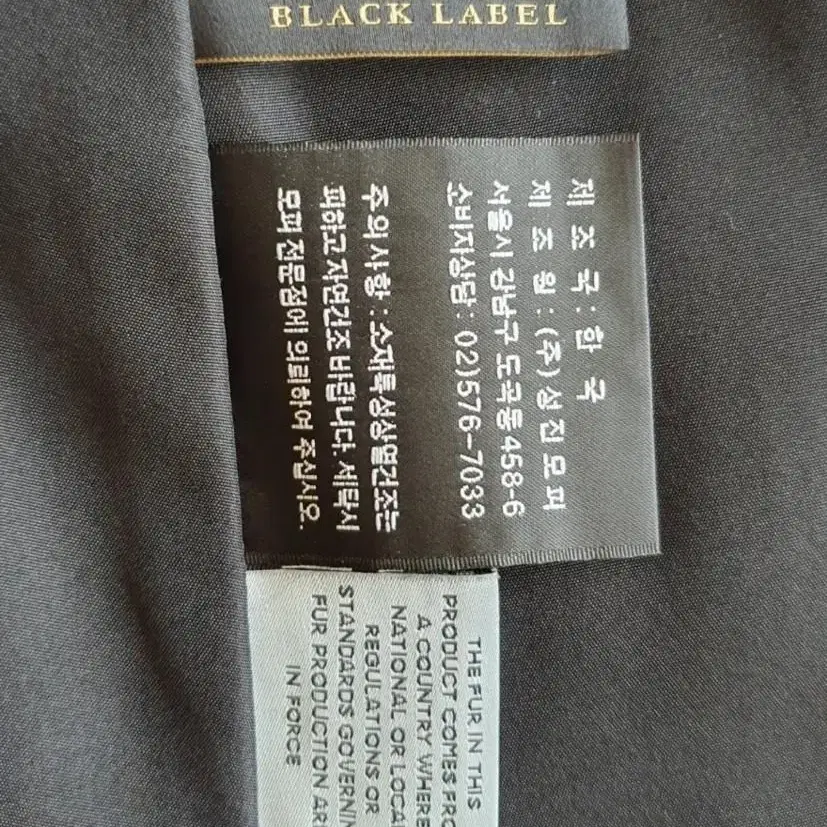 BLACK LABEL
제 조 국 : 한 국
제 조 원 : (주) 성진모피
서울시 강남구 도곡동458-6
소비자상담 : 02)576-7033
주의사항 : 소재특성상열건조는
피하고 자연건조 바랍니다. 세탁시
모피 전문점에 의뢰하여 주십시오.
THE FUR IN THIS
PRODUCT COMES FRO
A COUNTRY WHERE
NATIONAL OR LOCA
REGULATIONS OR
STANDARDS GOVERNIN
FUR PRODUCTION AR
IN FORCE